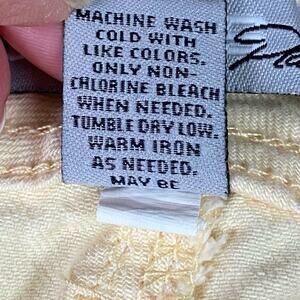 MACHINE WASH
COLD WITH
LIKE COLORS.
ONLY NON-
CHLORINE BLEACH
WHEN NEEDED.
TUMBLE DRY LOW.
WARM IRON
AS NEEDED.
MAY BE